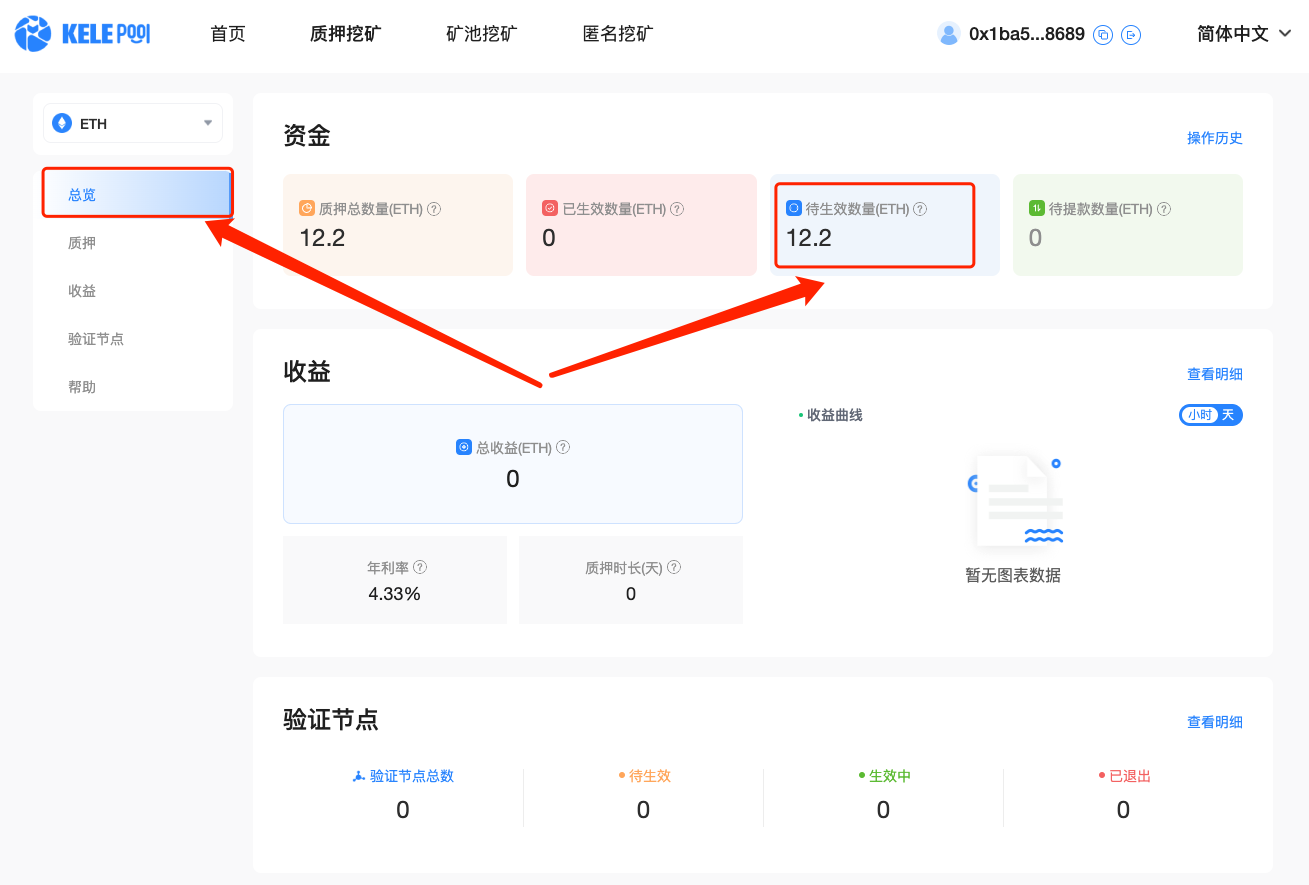 KELE POOL 首页 质押挖矿 矿池挖矿 匿名挖矿 0x1ba5...8689 简体中文
ETH
总览
质押
收益
验证节点
帮助
资金 操作历史
质押总数量(ETH) ? 已生效数量(ETH) ? 待生效数量(ETH) ? 待提款数量(ETH) ?
12.2 0 12.2 0
收益 查看明细
总收益(ETH) ?
0
年利率 ? 质押时长(天) ?
4.33% 0
收益曲线 小时 天
暂无图表数据
验证节点 查看明细
验证节点总数 待生效 生效中 已退出
0 0 0 0